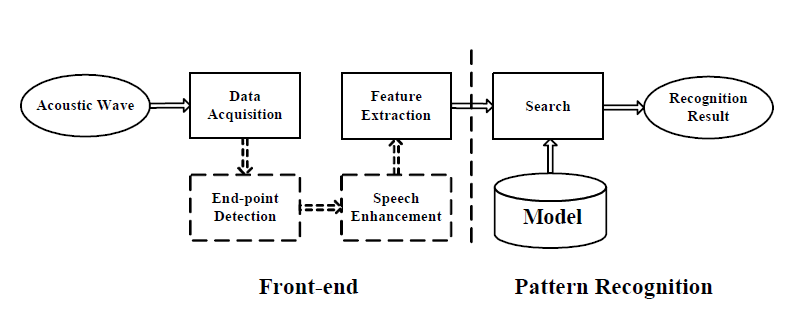 Acoustic Wave
Data
Acquisition
Feature
Extraction
Search
Recognition
Result
End-point
Detection
Speech
Enhancement
Model
Front-end
Pattern Recognition